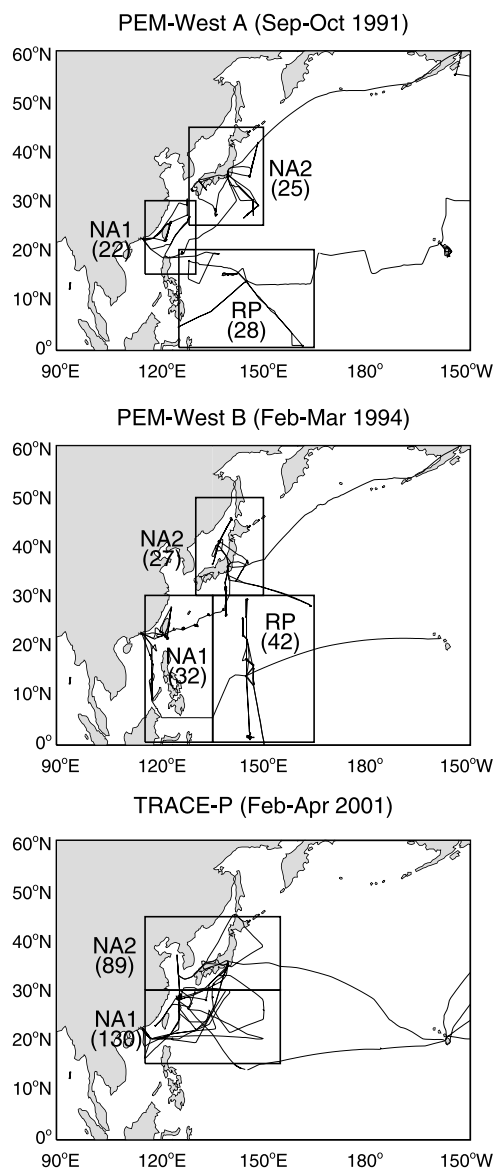 PEM-West A (Sep-Oct 1991)
60°N
50°N
40°N
30°N
20°N
10°N
0°
NA2
(25)
NA1
(22)
RP
(28)
90°E
120°E
150°E
180°
150°W
PEM-West B (Feb-Mar 1994)
60°N
50°N
40°N
30°N
20°N
10°N
0°
NA2
(27)
NA1
(32)
RP
(42)
90°E
120°E
150°E
180°
150°W
TRACE-P (Feb-Apr 2001)
60°N
50°N
40°N
30°N
20°N
10°N
0°
NA2
(89)
NA1
90°E
120°E
150°E
180°
150°W